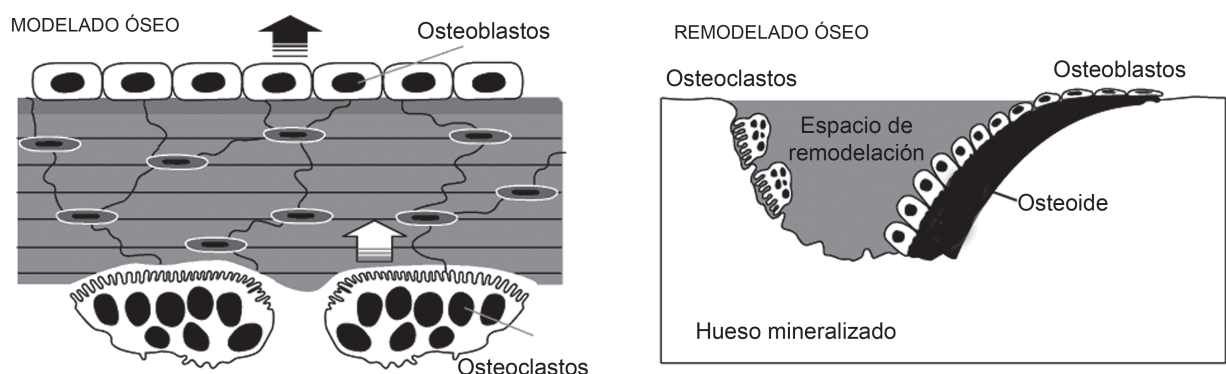 MODELADO ÓSEO
Osteoblastos
Osteoclastos
REMODELADO ÓSEO
Osteoclastos
Osteoblastos
Espacio de
remodelación
Osteoide
Hueso mineralizado